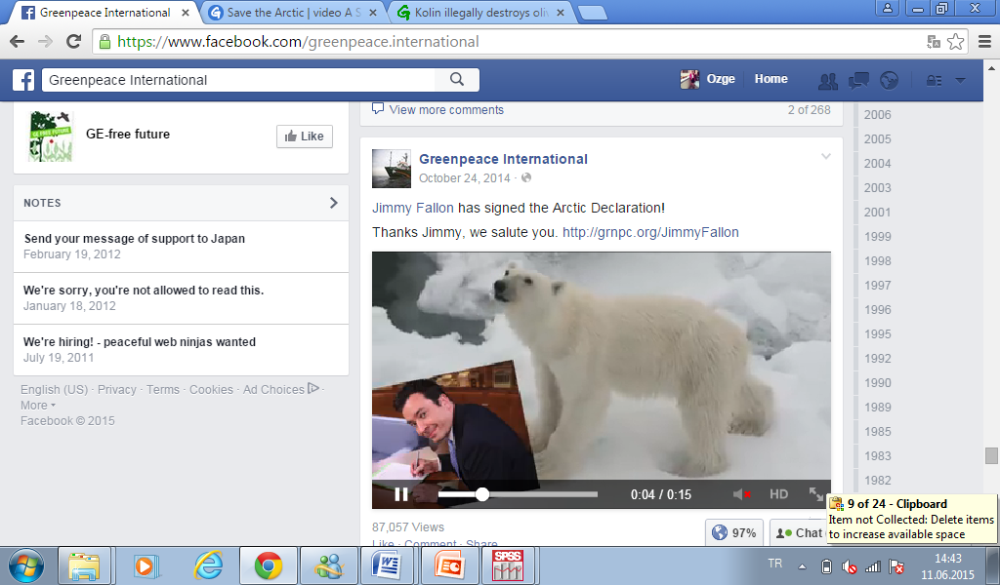 Greenpeace International
Save the Arctic | video A S
Kolin illegally destroys oliv
https://www.facebook.com/greenpeace.international
Greenpeace International
Ozge
Home
GE FREE FUTURE
GE-free future
Like
NOTES
Send your message of support to Japan
February 19, 2012
We're sorry, you're not allowed to read this.
January 18, 2012
We're hiring! - peaceful web ninjas wanted
July 19, 2011
English (US) · Privacy · Terms · Cookies · Ad Choices ·
More
Facebook © 2015
View more comments
2 of 268
Greenpeace International
October 24, 2014 ·
Jimmy Fallon has signed the Arctic Declaration!
Thanks Jimmy, we salute you. http://grnpc.org/JimmyFallon
0:04 / 0:15
HD
87,057 Views
Like · Comment · Share
2006
2005
2004
2003
2001
1999
1998
1997
1996
1995
1992
1990
1989
1985
1983
1982
97%
Chat
9 of 24 - Clipboard
Item not Collected: Delete items
to increase available space
SPSS
TR
14:43
11.06.2015